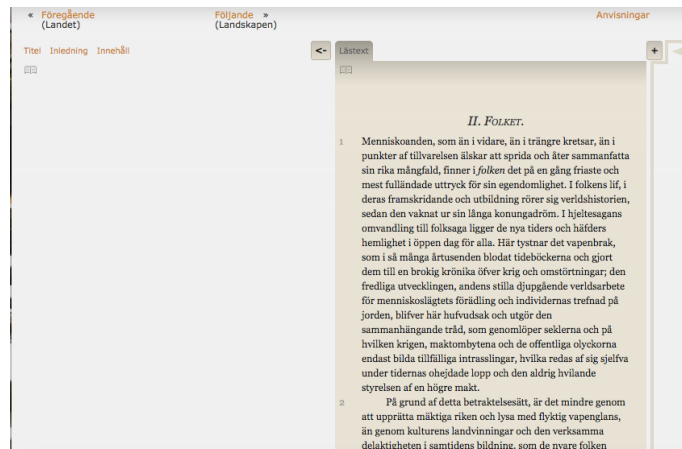 « Föregående
(Landet)
Följande »
(Landskapen)
Anvisningar
Titel Inledning Innehåll
<-
Lästext
+
II. Folket.
1 Menniskoanden, som än i vidare, än i trängre kretsar, än i
punkter af tillvarelsen älskar att sprida och åter sammanfatta
sin rika mångfald, finner i folken det på en gång friaste och
mest fulländade uttryck för sin egendomlighet. I folkens lif, i
deras framskridande och utbildning rörer sig verldshistorien,
sedan den vaknat ur sin långa konungadröm. I hjeltesagans
omvandling till folksaga ligger de nya tiders och häfders
hemlighet i öppen dag för alla. Här tystnar det vapenbrak,
som i så många årtusenden blodat tideböckerna och gjort
dem till en brokig krönika öfver krig och omstörtningar; den
fredliga utvecklingen, andens stilla djupgående verldsarbete
för menniskoslägtets förädling och individernas trefnad på
jorden, blifver här hufvudsak och utgör den
sammanhängande tråd, som genomlöper seklerna och på
hvilken krigen, maktombytena och de offentliga olyckorna
endast bilda tillfälliga intrasslingar, hvilka redas af sig sjelfva
under tidernas ohejdade lopp och den aldrig hvilande
styrelsen af en högre makt.
2 På grund af detta betraktelsesätt, är det mindre genom
att upprätta mäktiga riken och lysa med flyktig vapenglans,
än genom kulturens landvinningar och den verksamma
delaktigheten i samtidens bildning, som de nyare folken